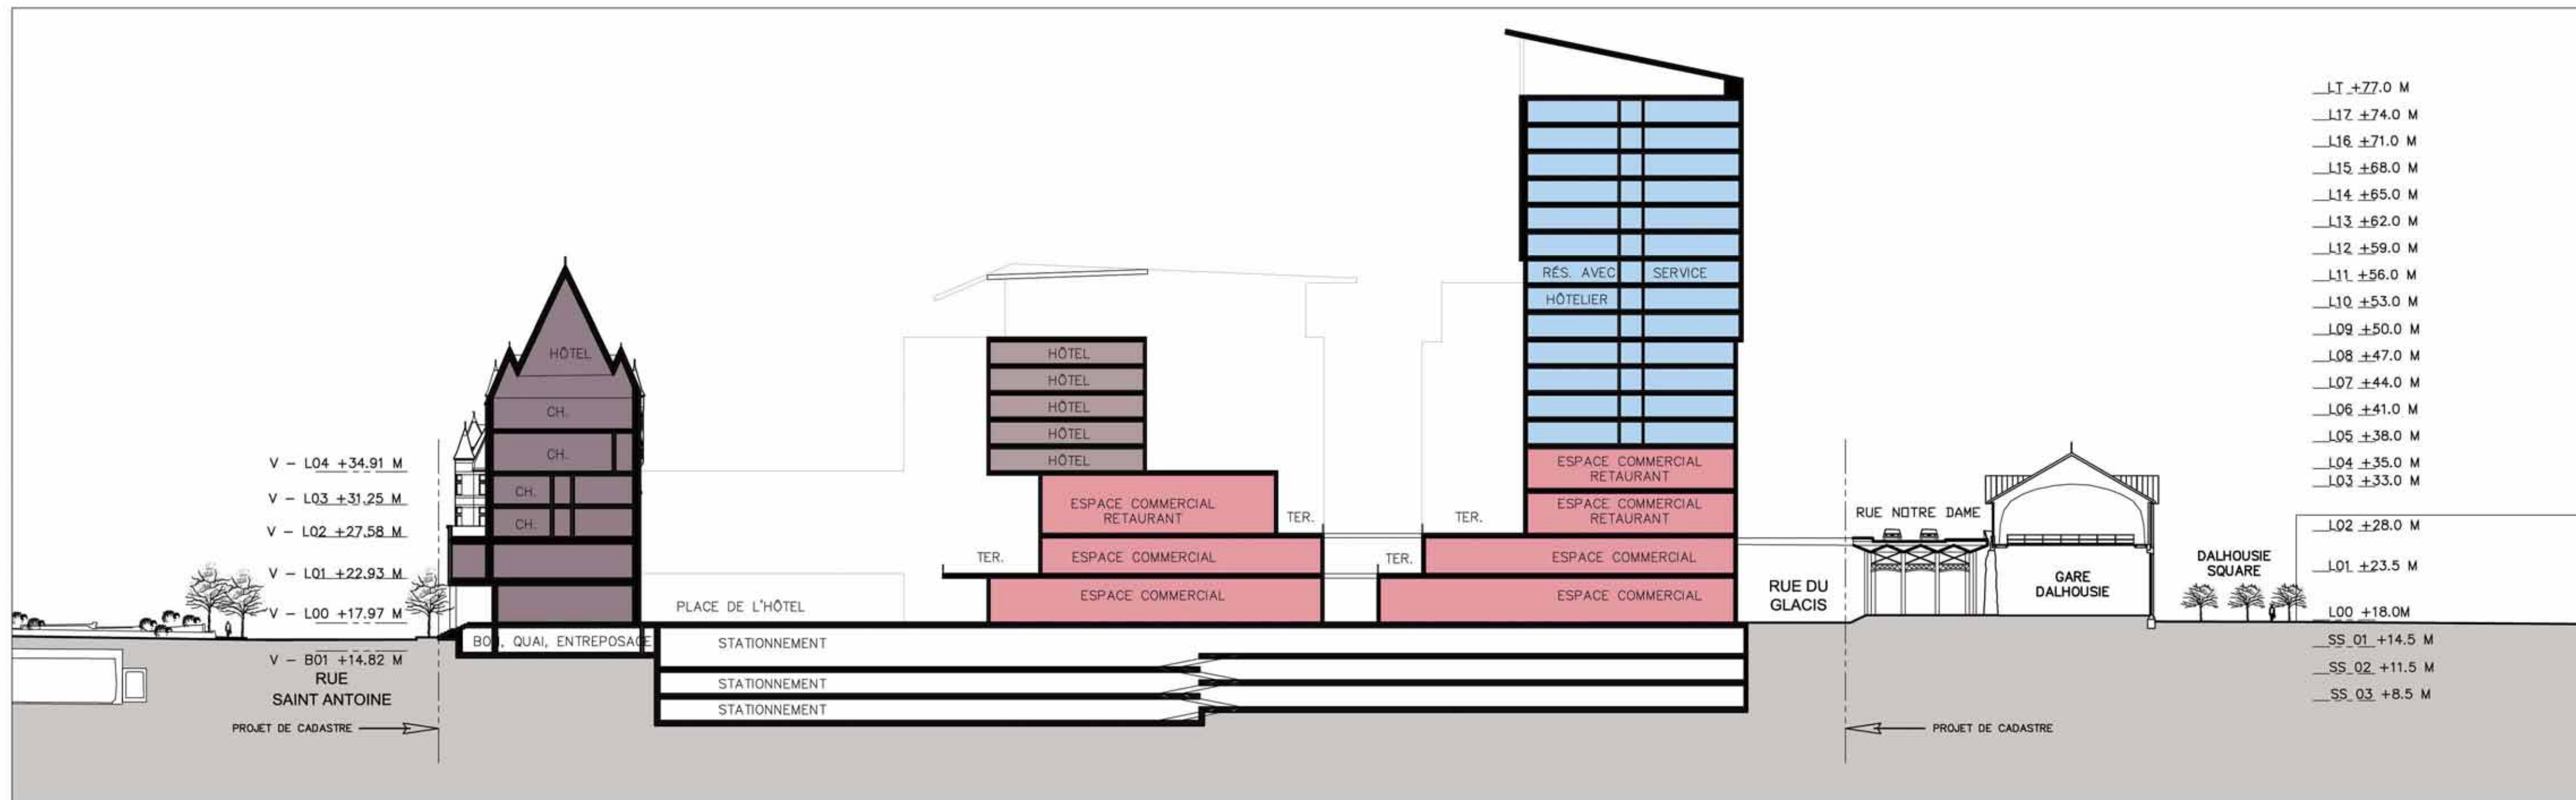 LT +77.0 M
L17 +74.0 M
L16 +71.0 M
L15 +68.0 M
L14 +65.0 M
L13 +62.0 M
L12 +59.0 M
L11 +56.0 M
L10 +53.0 M
L09 +50.0 M
L08 +47.0 M
L07 +44.0 M
L06 +41.0 M
L05 +38.0 M
L04 +35.0 M
L03 +33.0 M
L02 +28.0 M
L01 +23.5 M
L00 +18.0M
SS_01 +14.5 M
SS_02 +11.5 M
SS_03 +8.5 M
V - L04 +34.91 M
V - L03 +31.25 M
V - L02 +27.58 M
V - L01 +22.93 M
V - L00 +17.97 M
V - B01 +14.82 M
RUE
SAINT ANTOINE
PROJET DE CADASTRE
HÔTEL
CH.
CH.
CH.
CH.
QUAI, ENTREPOSAGE
PLACE DE L'HÔTEL
STATIONNEMENT
STATIONNEMENT
STATIONNEMENT
HÔTEL
HÔTEL
HÔTEL
HÔTEL
HÔTEL
ESPACE COMMERCIAL
RETAURANT
TER.
TER.
ESPACE COMMERCIAL
TER.
ESPACE COMMERCIAL
TER.
RÉS. AVEC SERVICE
HÔTELIER
ESPACE COMMERCIAL
RETAURANT
ESPACE COMMERCIAL
RETAURANT
ESPACE COMMERCIAL
ESPACE COMMERCIAL
RUE DU
GLACIS
RUE NOTRE DAME
GARE
DALHOUSIE
DALHOUSIE
SQUARE
PROJET DE CADASTRE